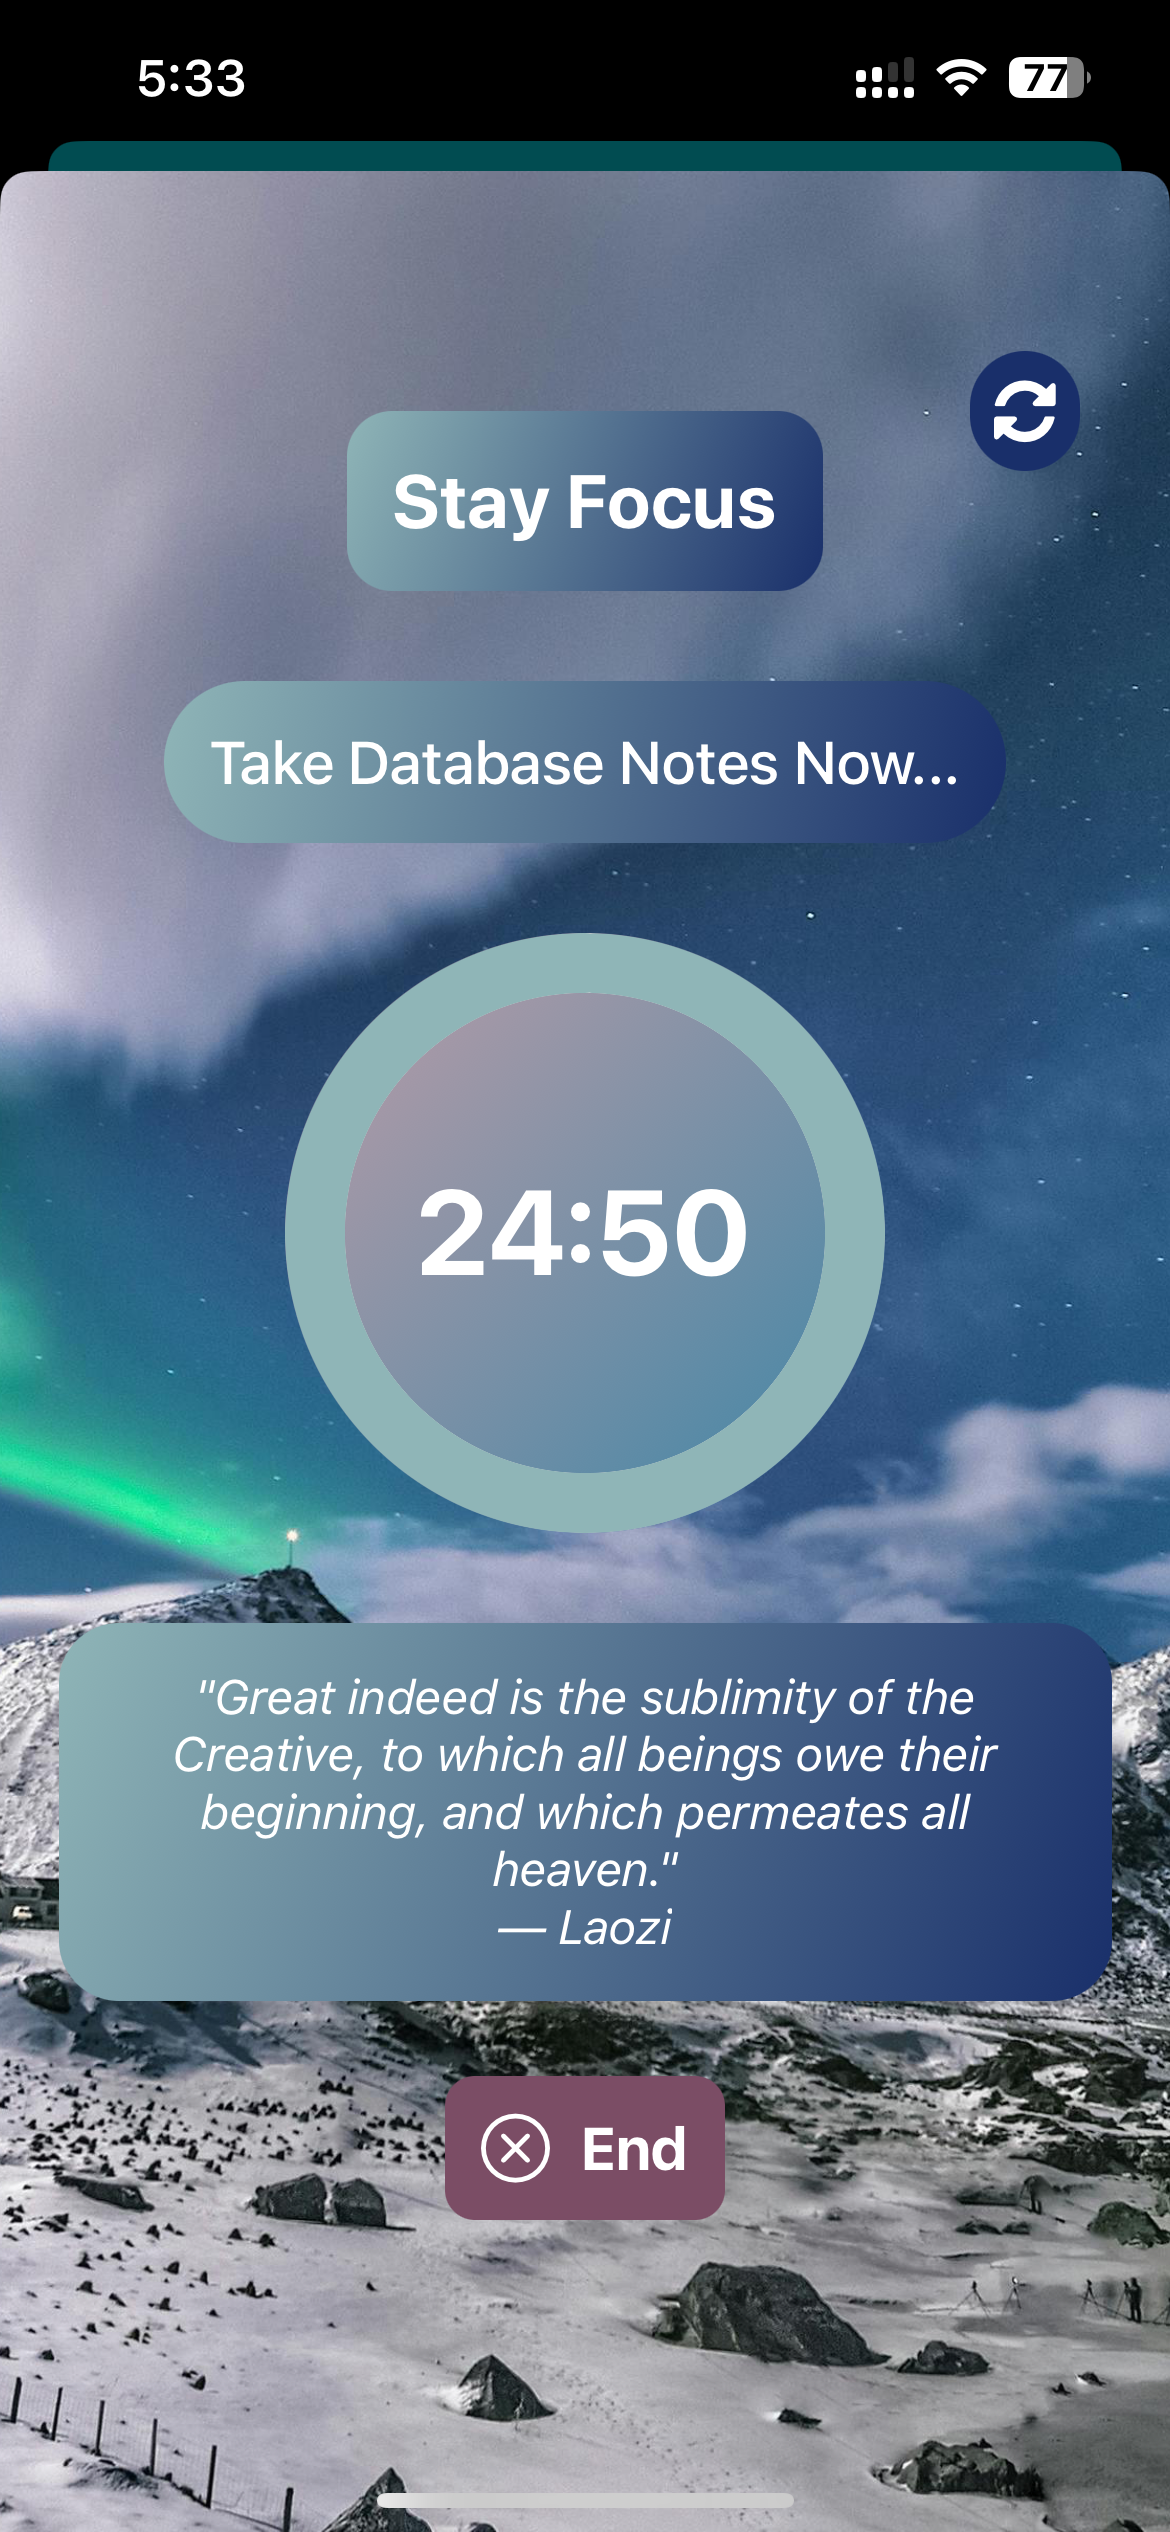 5:33
77
Stay Focus
Take Database Notes Now...
24:50
"Great indeed is the sublimity of the
Creative, to which all beings owe their
beginning, and which permeates all
heaven."
— Laozi
End